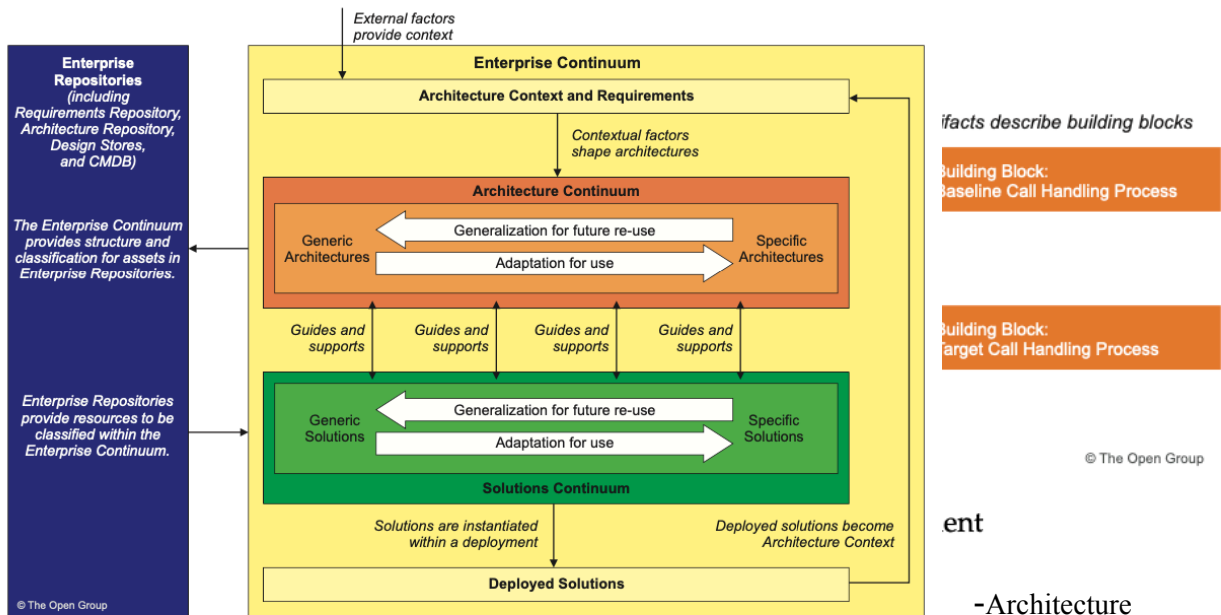 External factors
provide context
Enterprise
Repositories
(including
Requirements Repository,
Architecture Repository,
Design Stores,
and CMDB)
The Enterprise Continuum
provides structure and
classification for assets in
Enterprise Repositories.
Enterprise Repositories
provide resources to be
classified within the
Enterprise Continuum.
© The Open Group
Enterprise Continuum
Architecture Context and Requirements
Contextual factors
shape architectures
Architecture Continuum
Generic
Architectures
Generalization for future re-use
Adaptation for use
Specific
Architectures
Guides and
supports
Guides and
supports
Guides and
supports
Guides and
supports
Generic
Solutions
Generalization for future re-use
Adaptation for use
Specific
Solutions
Solutions Continuum
Solutions are instantiated
within a deployment
Deployed solutions become
Architecture Context
Deployed Solutions
ifacts describe building blocks
Building Block:
Baseline Call Handling Process
Building Block:
Target Call Handling Process
© The Open Group
ent
-Architecture